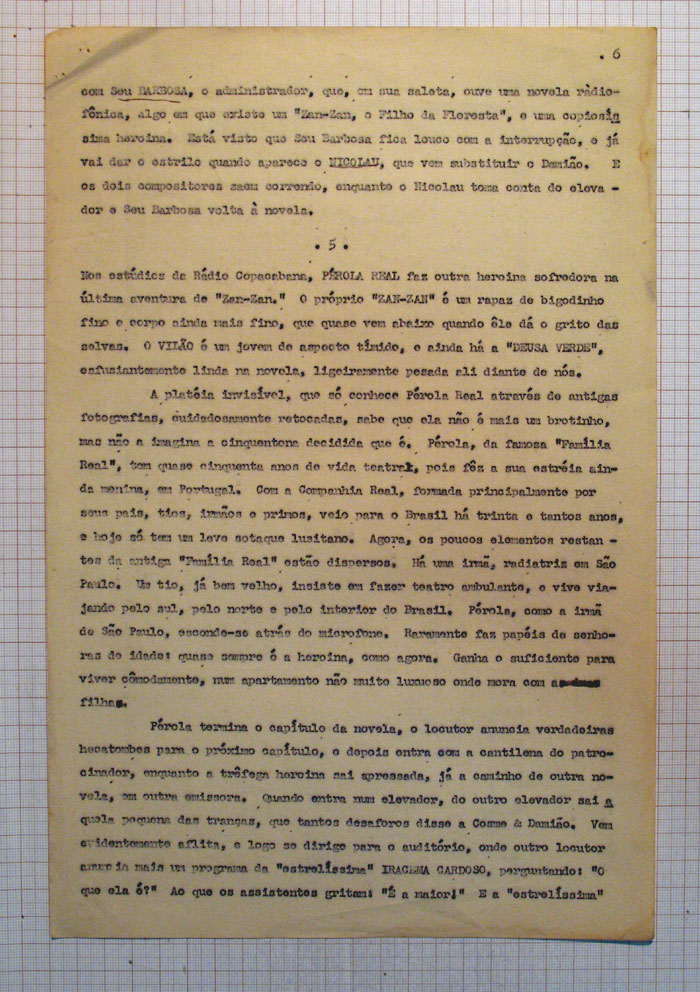 . 6
com Seu BARBOSA, o administrador, que, em sua saleta, ouve uma novela rádio-
fônica, algo em que existe um "Zan-Zan, o Filho da Floresta", e uma copiosís
sima heroina. Está visto que Seu Barbosa fica louco com a interrupção, e já
vai dar o estrilo quando aparece o NICOLAU, que vem substituir o Damião. E
os dois compositores saem correndo, enquanto o Nicolau toma conta do eleva -
dor e Seu Barbosa volta à novela.
. 5 .
Nos estúdios da Rádio Copacabana, PÉROLA REAL faz outra heroina sofredora na
última aventura de "Zan-Zan." O próprio "ZAN-ZAN" é um rapaz de bigodinho
fino e corpo ainda mais fino, que quase vem abaixo quando êle dá o grito das
selvas. O VILÃO é um jovem de aspecto tímido, e ainda há a "DEUSA VERDE",
esfusiantemente linda na novela, ligeiramente pesada ali diante de nós.
A platéia invisível, que só conhece Pérola Real através de antigas
fotografias, cuidadosamente retocadas, sabe que ela não é mais um brotinho,
mas não a imagina a cinquentona decidida que é. Pérola, da famosa "Família
Real", tem quase cinquenta anos de vida teatral, pois fêz a sua estréia ain-
da menina, em Portugal. Com a Companhia Real, formada principalmente por
seus pais, tios, irmãos e primos, veio para o Brasil há trinta e tantos anos,
e hoje só tem um leve sotaque lusitano. Agora, os poucos elementos restan -
tes da antiga "Família Real" estão dispersos. Há uma irmã, radiatriz em São
Paulo. Um tio, já bem velho, insiste em fazer teatro ambulante, e vive via-
jando pelo sul, pelo norte e pelo interior do Brasil. Pérola, como a irmã
de São Paulo, esconde-se atrás do microfone. Raramente faz papéis de senho-
ras de idade: quase sempre é a heroina, como agora. Ganha o suficiente para
viver cômodamente, num apartamento não muito luxuoso onde mora com as duas
filhas.
Pérola termina o capítulo da novela, o locutor anuncia verdadeiras
hecatombes para o próximo capítulo, e depois entra com a cantilena do patro-
cinador, enquanto a trêfega heroina sai apressada, já a caminho de outra no-
vela, em outra emissora. Quando entra num elevador, do outro elevador sai a
quela pequena das tranças, que tantos desaforos disse a Cosme & Damião. Vem
evidentemente aflita, e logo se dirige para o auditório, onde outro locutor
anuncia mais um programa da "estrelíssima" IRACEMA CARDOSO, perguntando: "O
que ela é?" Ao que os assistentes gritam: "É a maior!" E a "estrelíssima"